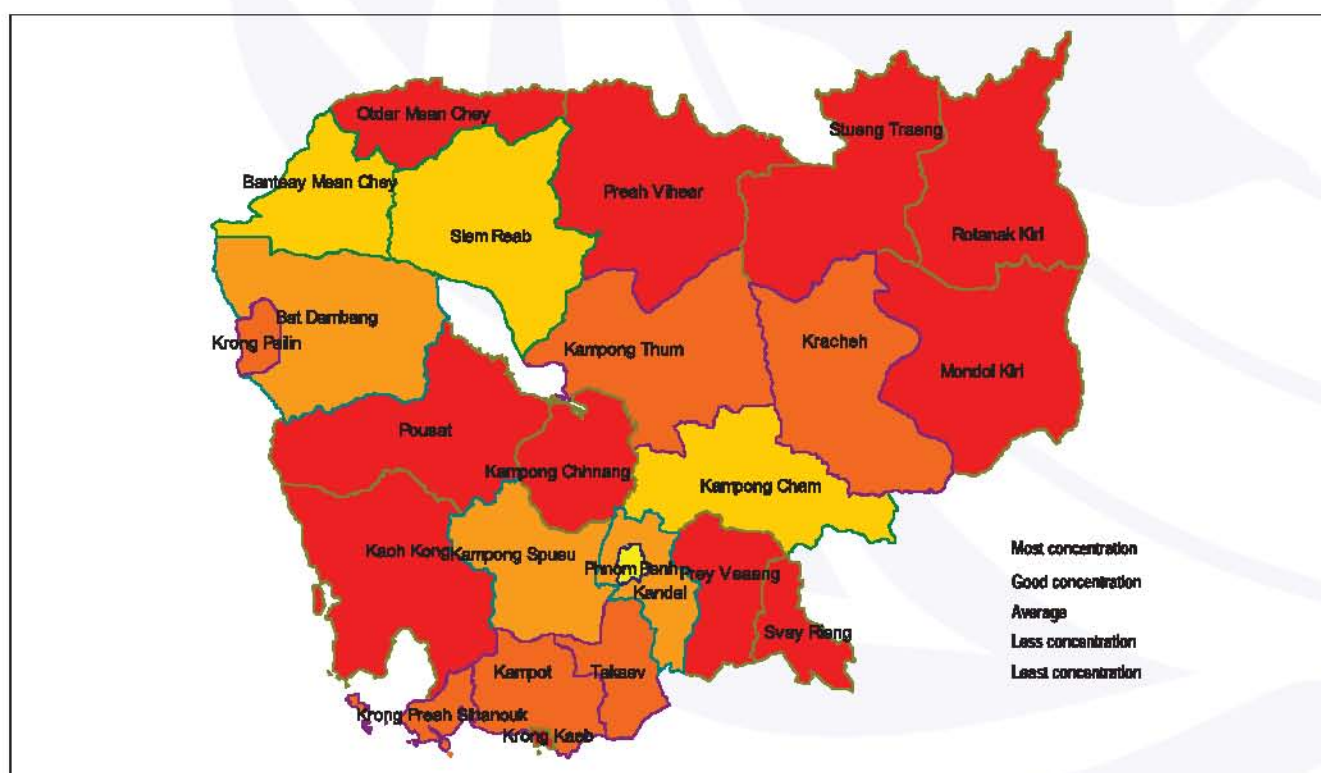 Otdar Mean Chey
Stueng Traeng
Banteay Mean Chey
Preah Vihear
Siem Reab
Rotanak Kiri
Bat Dambang
Krong Pailin
Kampong Thum
Kracheh
Mondol Kiri
Pousat
Kampong Chhnang
Kampong Cham
Kaoh Kong
Kampong Spueu
Phnom Penh
Prey Veaeng
Kandal
Svay Rieng
Kampot
Takaev
Krong Preah Sihanouk
Krong Kaeb
Most concentration
Good concentration
Average
Less concentration
Least concentration